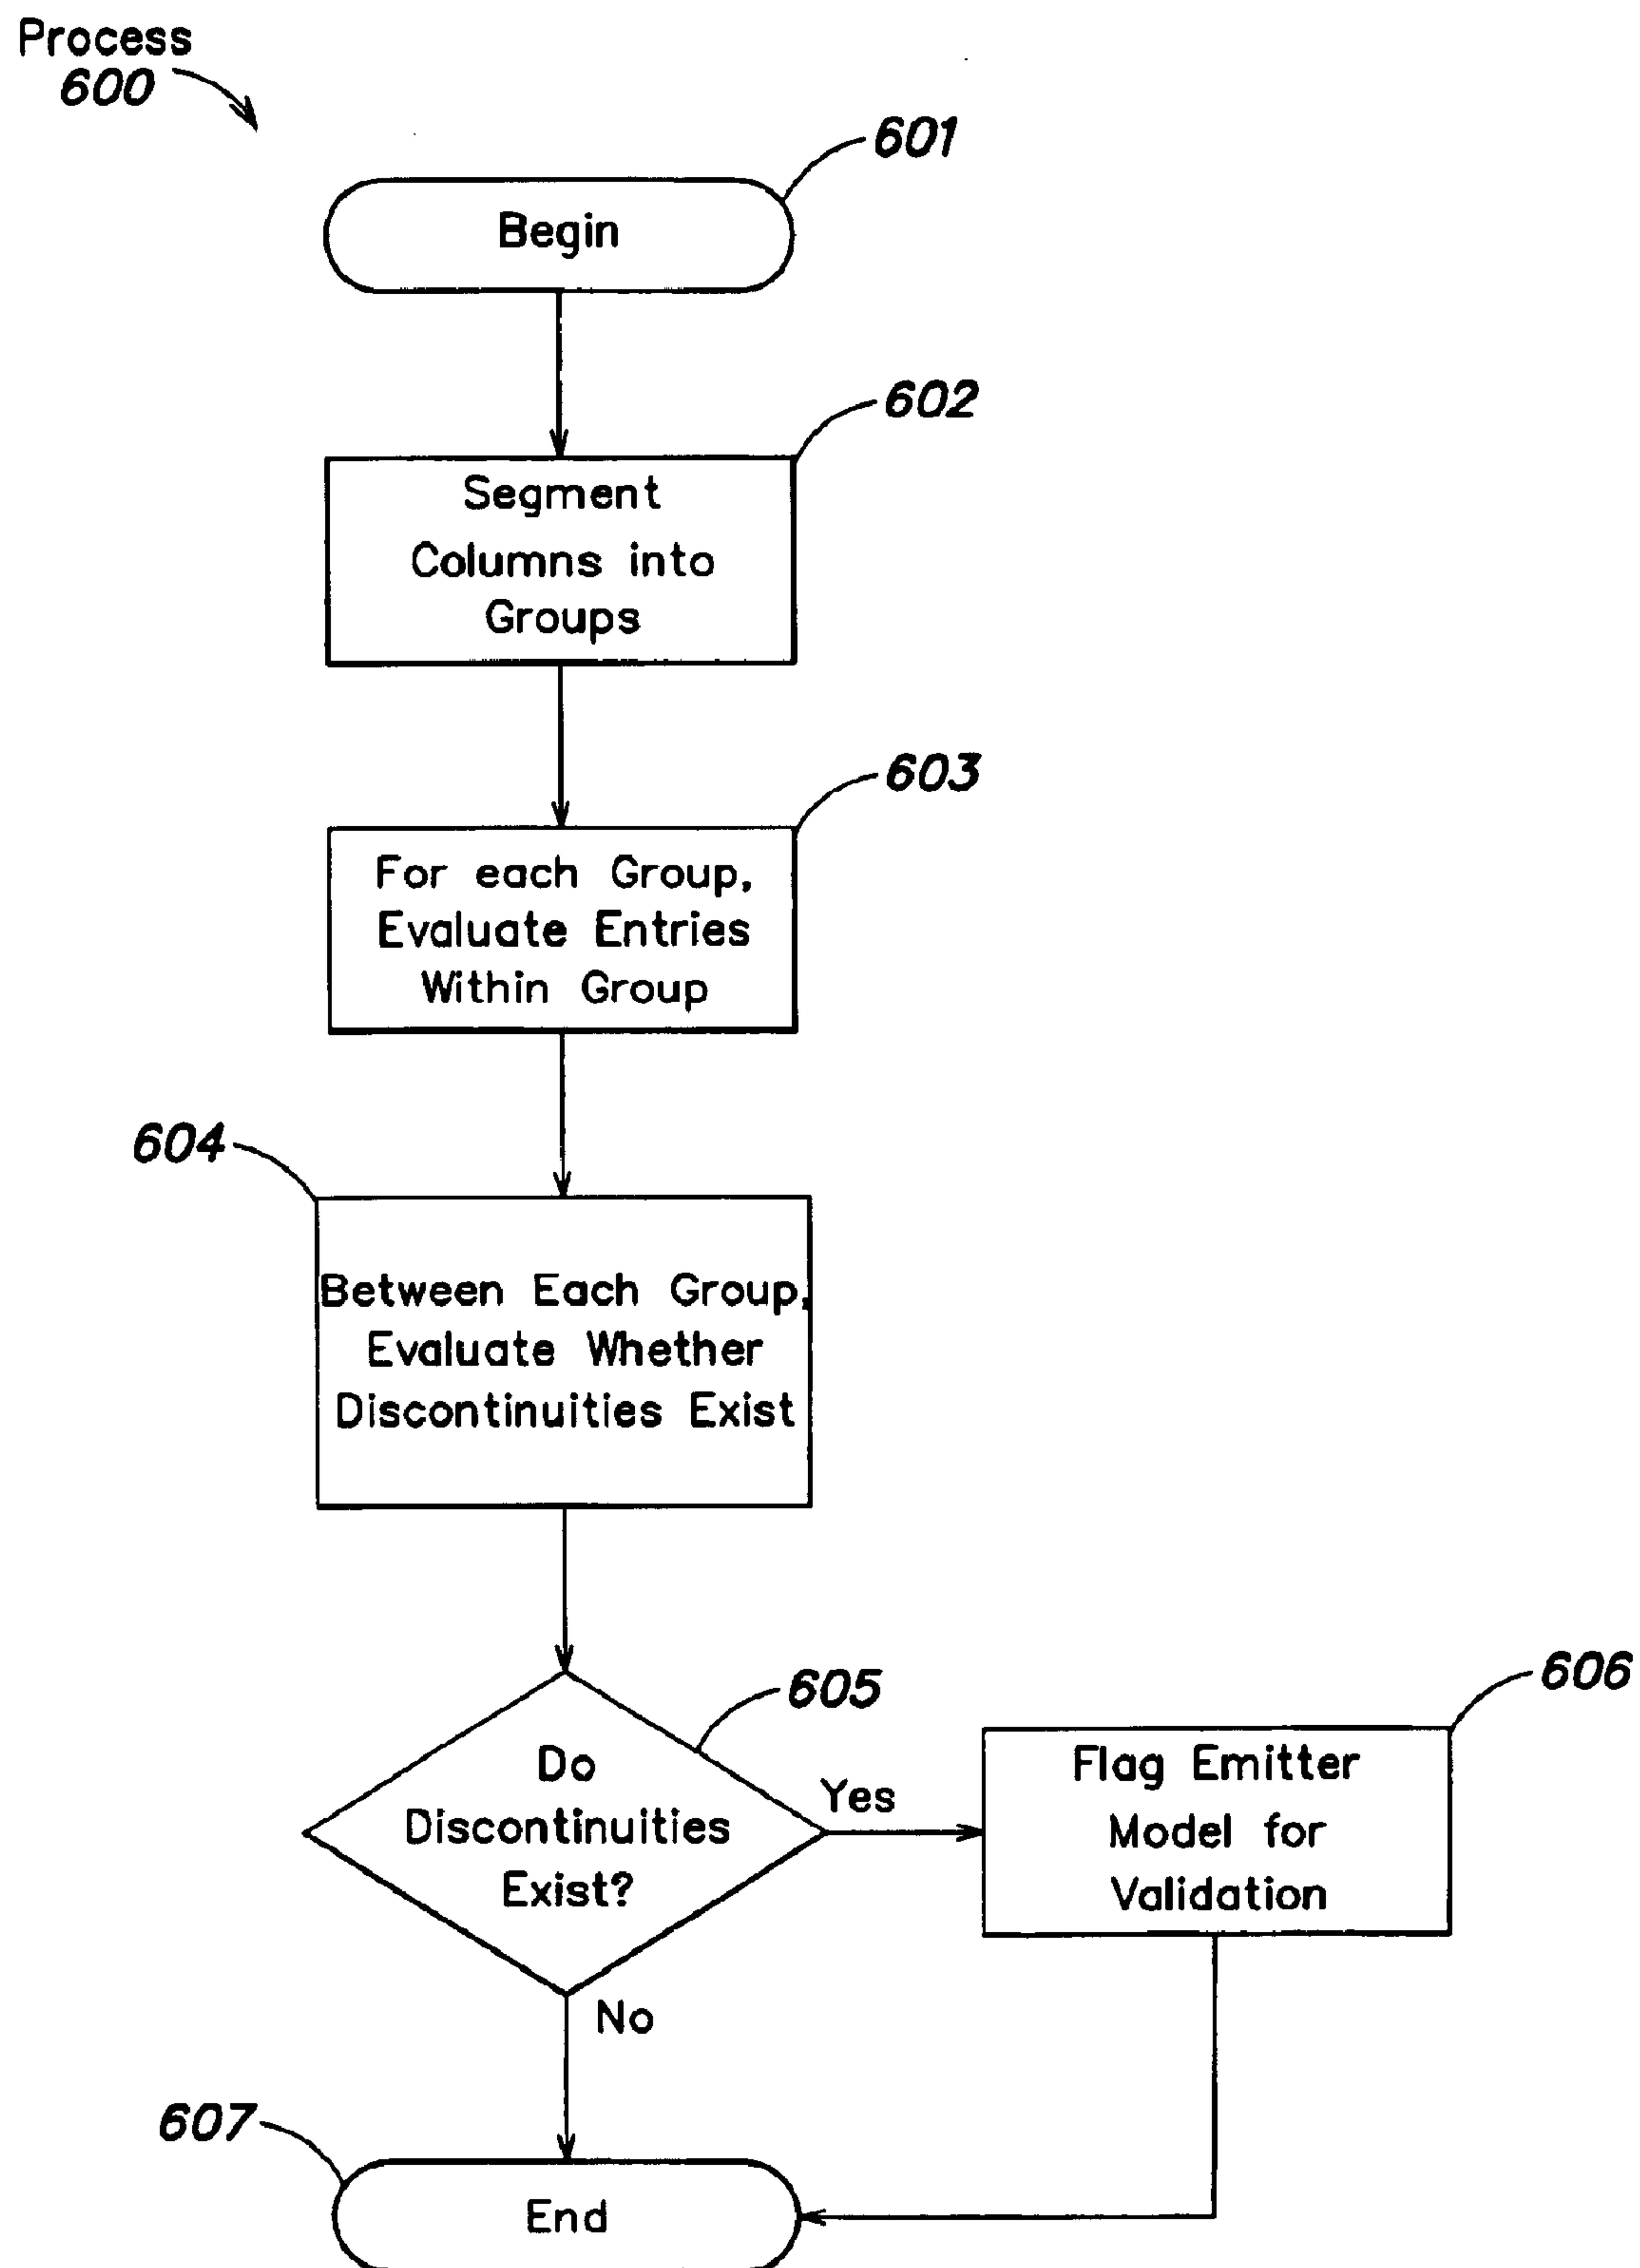 Process
600
601
Begin
602
Segment
Columns into
Groups
603
For each Group,
Evaluate Entries
Within Group
604
Between Each Group,
Evaluate Whether
Discontinuities Exist
605
Do
Discontinuities
Exist?
Yes
606
Flag Emitter
Model for
Validation
No
607
End